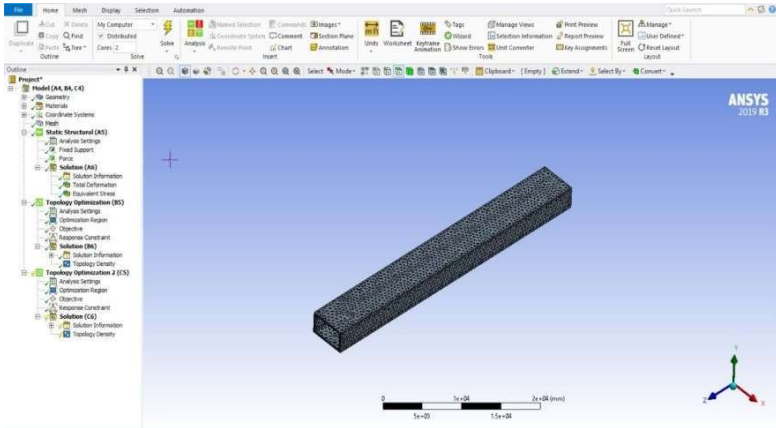 File Home Mesh Display Selection Automation Quick Launch
Duplicate Cut Delete My Computer Named Selection Commands Images Tags Manage Views Print Preview Manage
Copy Find Distributed Coordinate System Comment Section Plane Wizard Selection Information Report Preview User Defined
Paste Tree Cores 2 Solve Analysis Remote Point Chart Annotation Units Worksheet Keyframe Animation Show Errors Unit Converter Key Assignments Full Screen Reset Layout
Outline Solve Insert Tools Layout
Outline
Select Mode Clipboard [Empty] Extend Select By Convert
Project*
Model (A4, B4, C4)
Geometry
Materials
Coordinate Systems
Mesh
Static Structural (A5)
Analysis Settings
Fixed Support
Force
Solution (A6)
Solution Information
Total Deformation
Equivalent Stress
Topology Optimization (B5)
Analysis Settings
Optimization Region
Objective
Response Constraint
Solution (B6)
Solution Information
Topology Density
Topology Optimization 2 (C5)
Analysis Settings
Optimization Region
Objective
Response Constraint
Solution (C6)
Solution Information
Topology Density
ANSYS
2019 R3
0 1e+04 2e+04 (mm)
5e+03 1.5e+04
Y
Z X